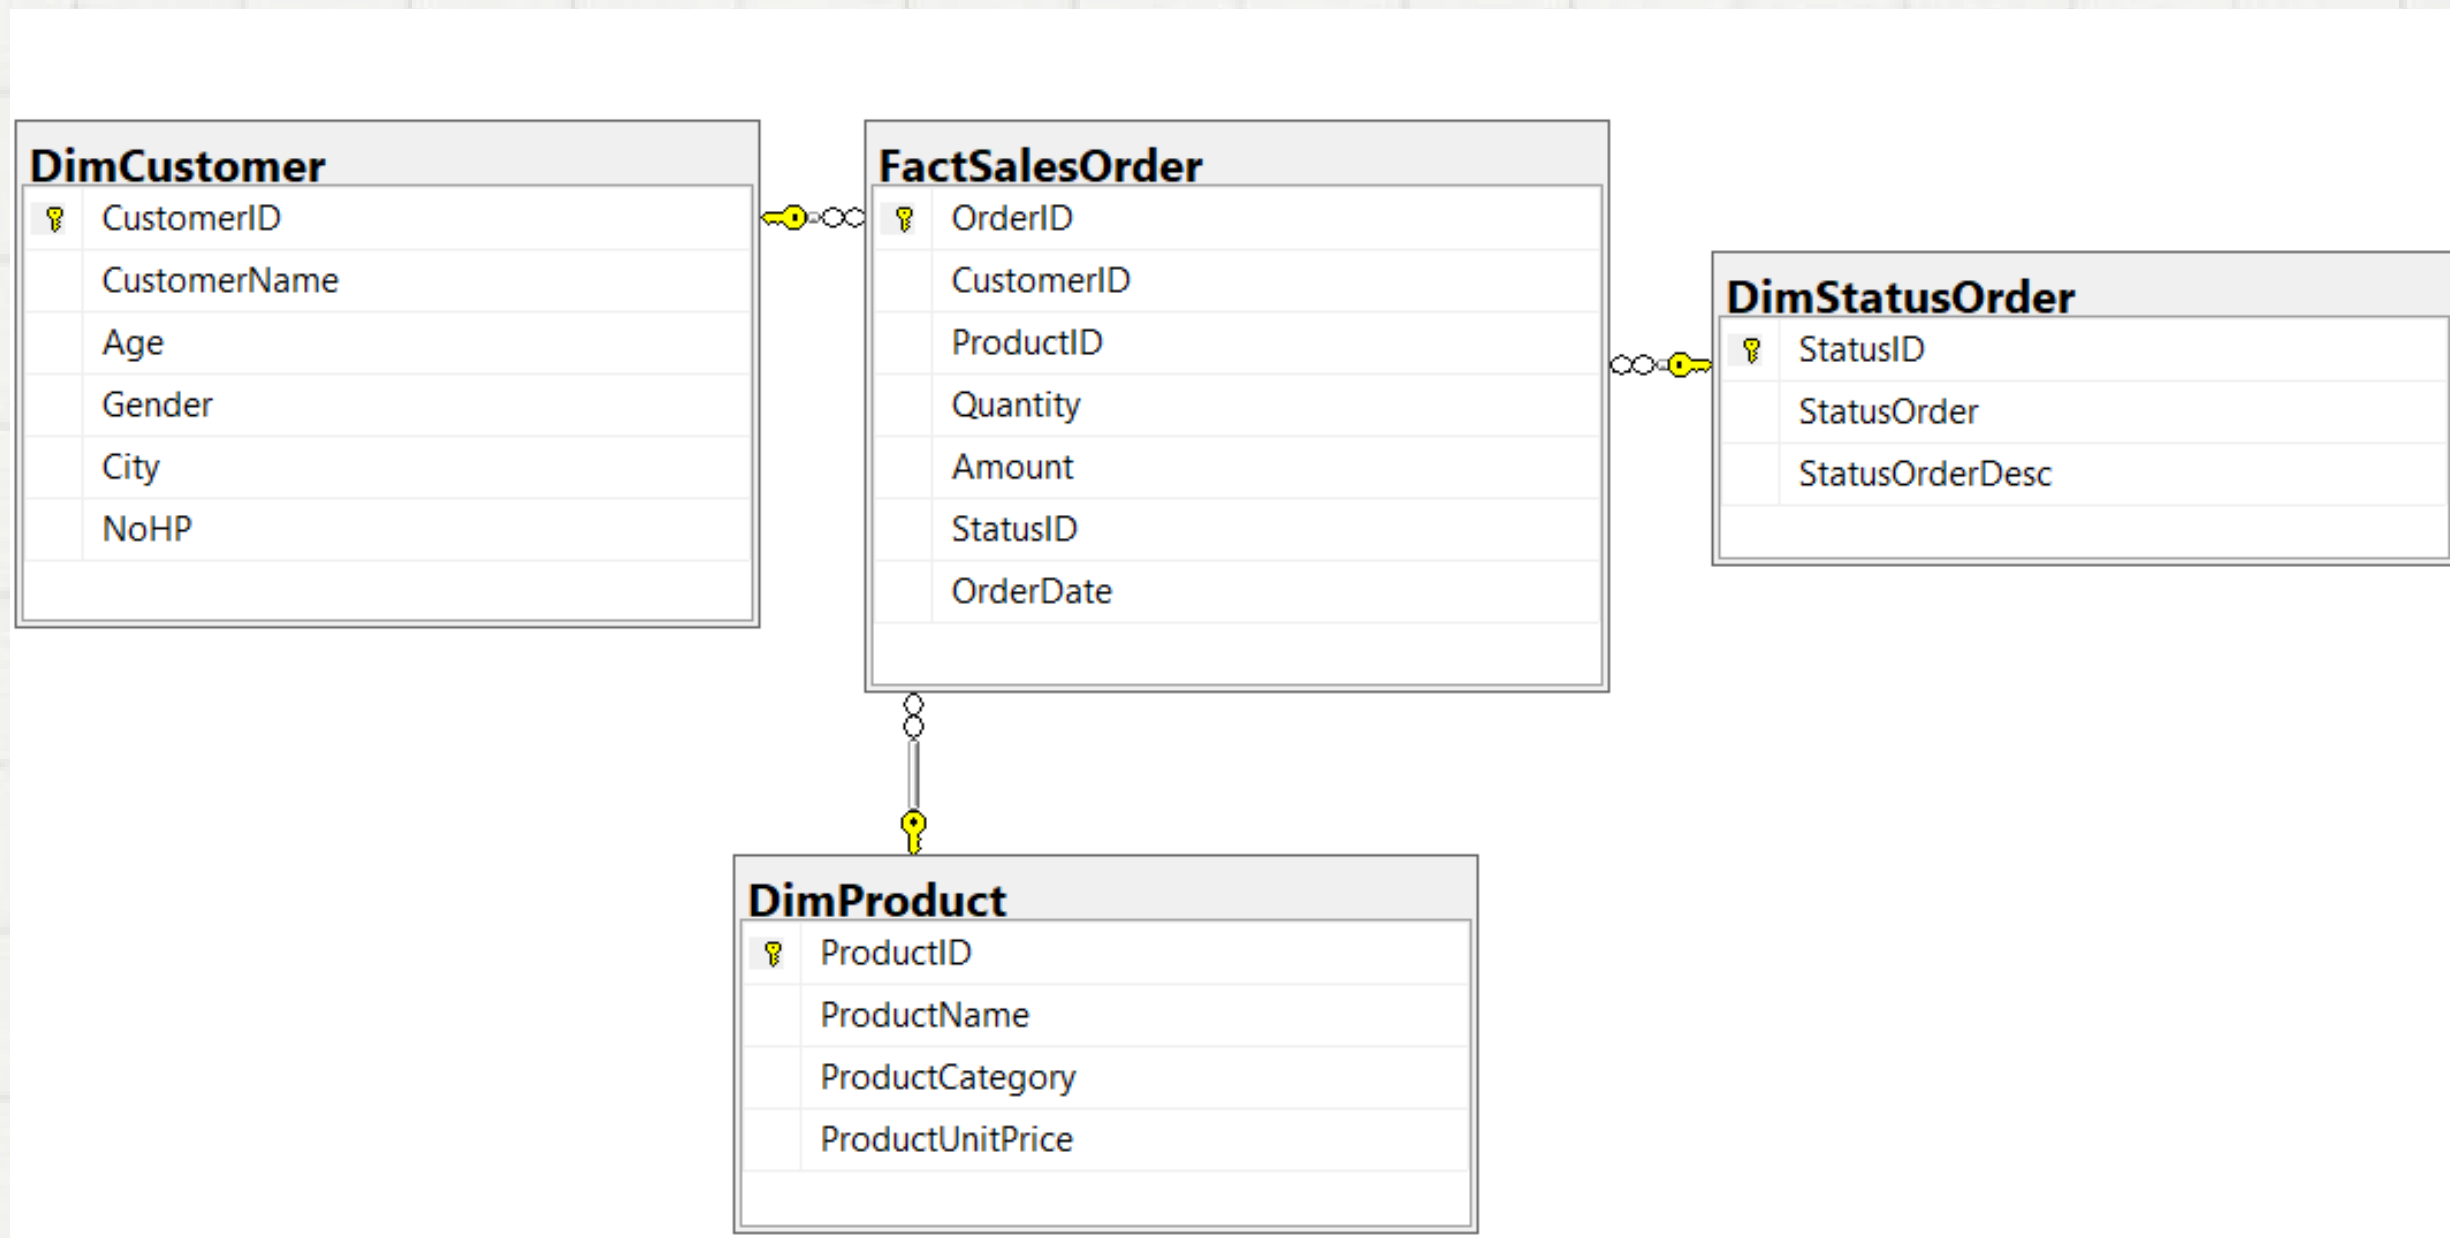 DimCustomer
CustomerID
CustomerName
Age
Gender
City
NoHP
FactSalesOrder
OrderID
CustomerID
ProductID
Quantity
Amount
StatusID
OrderDate
DimStatusOrder
StatusID
StatusOrder
StatusOrderDesc
DimProduct
ProductID
ProductName
ProductCategory
ProductUnitPrice